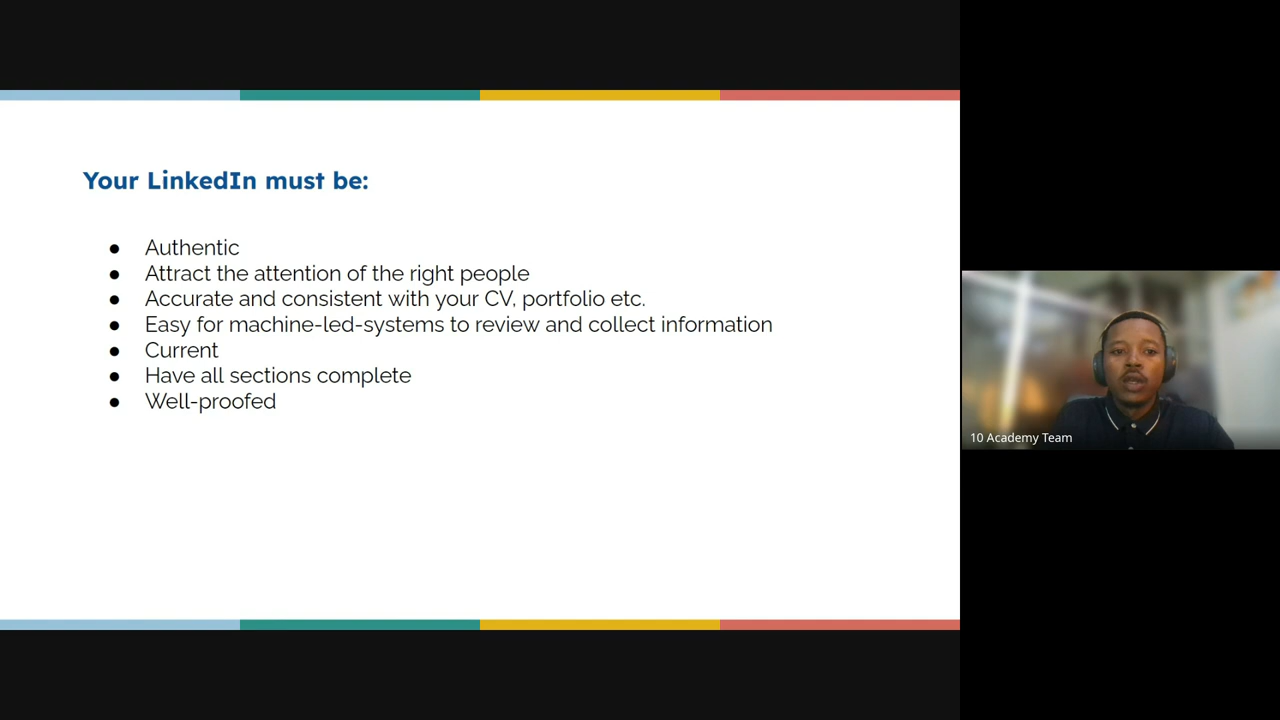 Your LinkedIn must be:
● Authentic
● Attract the attention of the right people
● Accurate and consistent with your CV, portfolio etc.
● Easy for machine-led-systems to review and collect information
● Current
● Have all sections complete
● Well-proofed
10 Academy Team